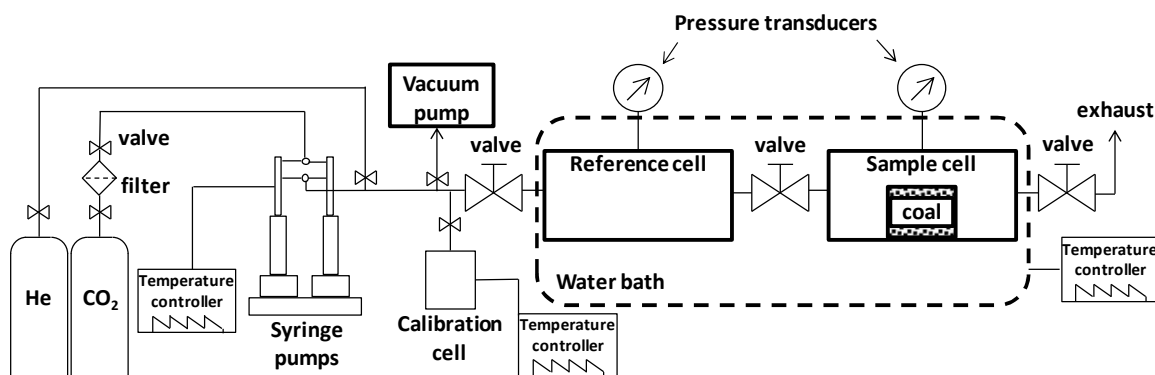 Pressure transducers
Vacuum
pump
exhaust
valve
valve
valve
valve
Reference cell
Sample cell
filter
coal
He
CO₂
Temperature
controller
Water bath
Temperature
controller
Syringe
pumps
Calibration
cell
Temperature
controller